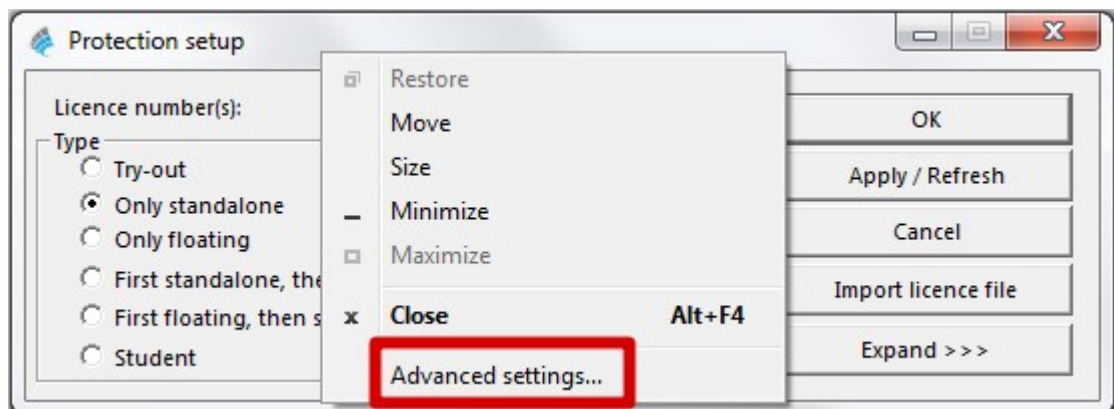 Protection setup
Licence number(s):
Type
Try-out
Only standalone
Only floating
First standalone, the
First floating, then s
Student
Restore
Move
Size
Minimize
Maximize
Close Alt+F4
Advanced settings...
OK
Apply / Refresh
Cancel
Import licence file
Expand >>>